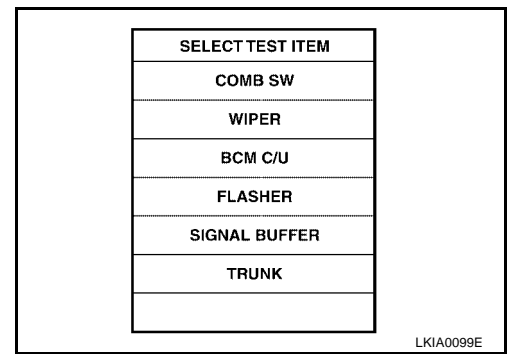 SELECT TEST ITEM
COMB SW
WIPER
BCM C/U
FLASHER
SIGNAL BUFFER
TRUNK
LKIA0099E